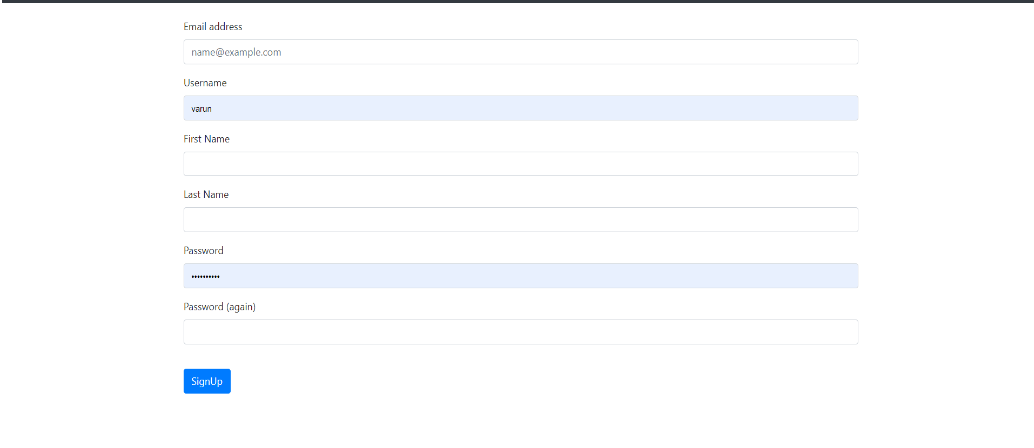 Email address
name@example.com
Username
varun
First Name
Last Name
Password
••••••••••
Password (again)
SignUp